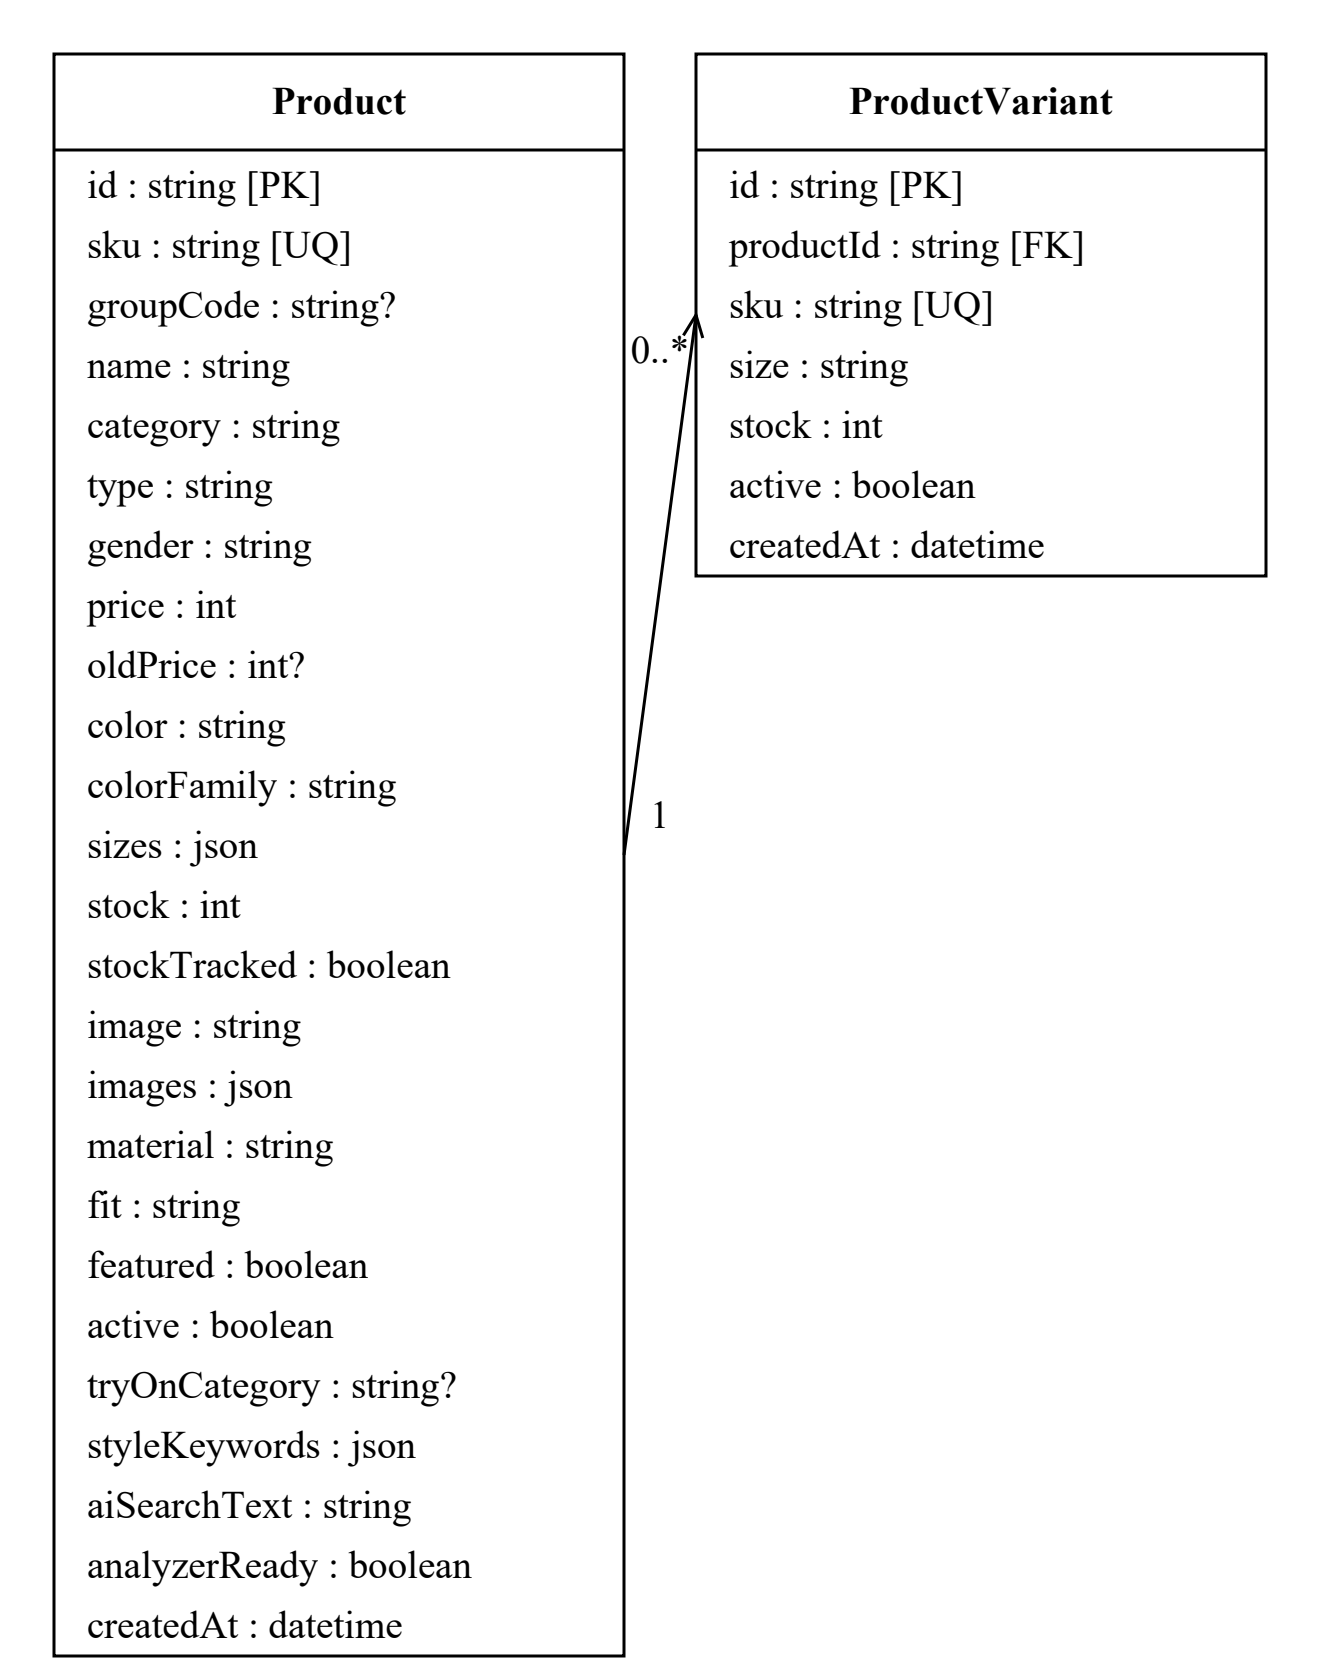 Product
id : string [PK]
sku : string [UQ]
groupCode : string?
name : string
category : string
type : string
gender : string
price : int
oldPrice : int?
color : string
colorFamily : string
sizes : json
stock : int
stockTracked : boolean
image : string
images : json
material : string
fit : string
featured : boolean
active : boolean
tryOnCategory : string?
styleKeywords : json
aiSearchText : string
analyzerReady : boolean
createdAt : datetime
0..*
1
ProductVariant
id : string [PK]
productId : string [FK]
sku : string [UQ]
size : string
stock : int
active : boolean
createdAt : datetime